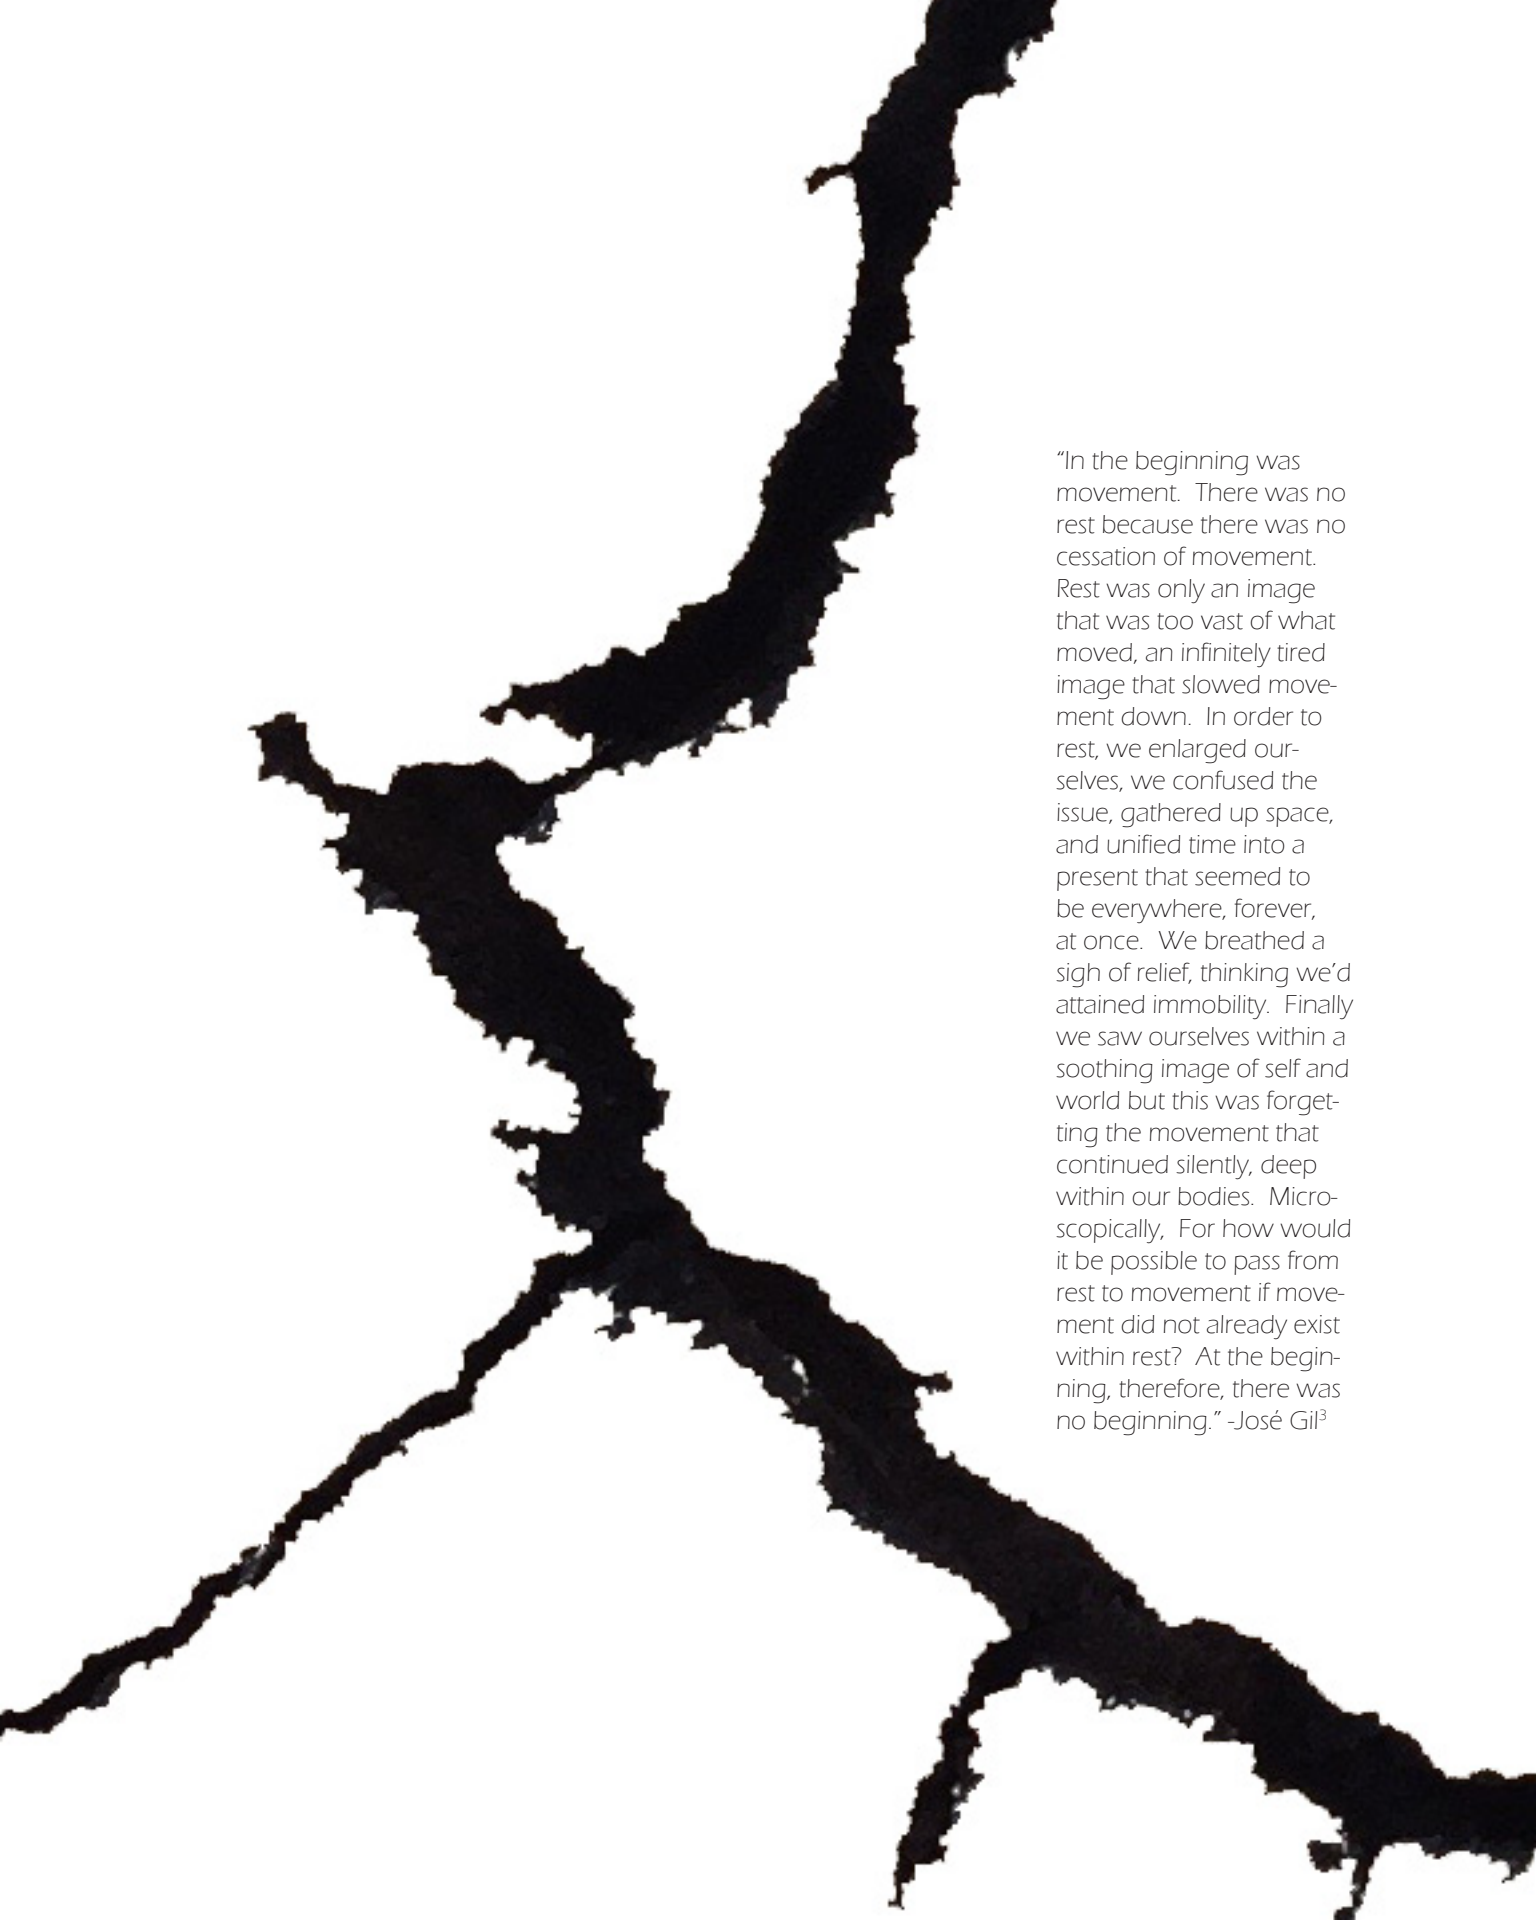 “In the beginning was
movement.  There was no
rest because there was no
cessation of movement.
Rest was only an image
that was too vast of what
moved, an infinitely tired
image that slowed move-
ment down.  In order to
rest, we enlarged our-
selves, we confused the
issue, gathered up space,
and unified time into a
present that seemed to
be everywhere, forever,
at once.  We breathed a
sigh of relief, thinking we’d
attained immobility.  Finally
we saw ourselves within a
soothing image of self and
world but this was forget-
ting the movement that
continued silently, deep
within our bodies.  Micro-
scopically,  For how would
it be possible to pass from
rest to movement if move-
ment did not already exist
within rest?  At the begin-
ning, therefore, there was
no beginning.” -José Gil³